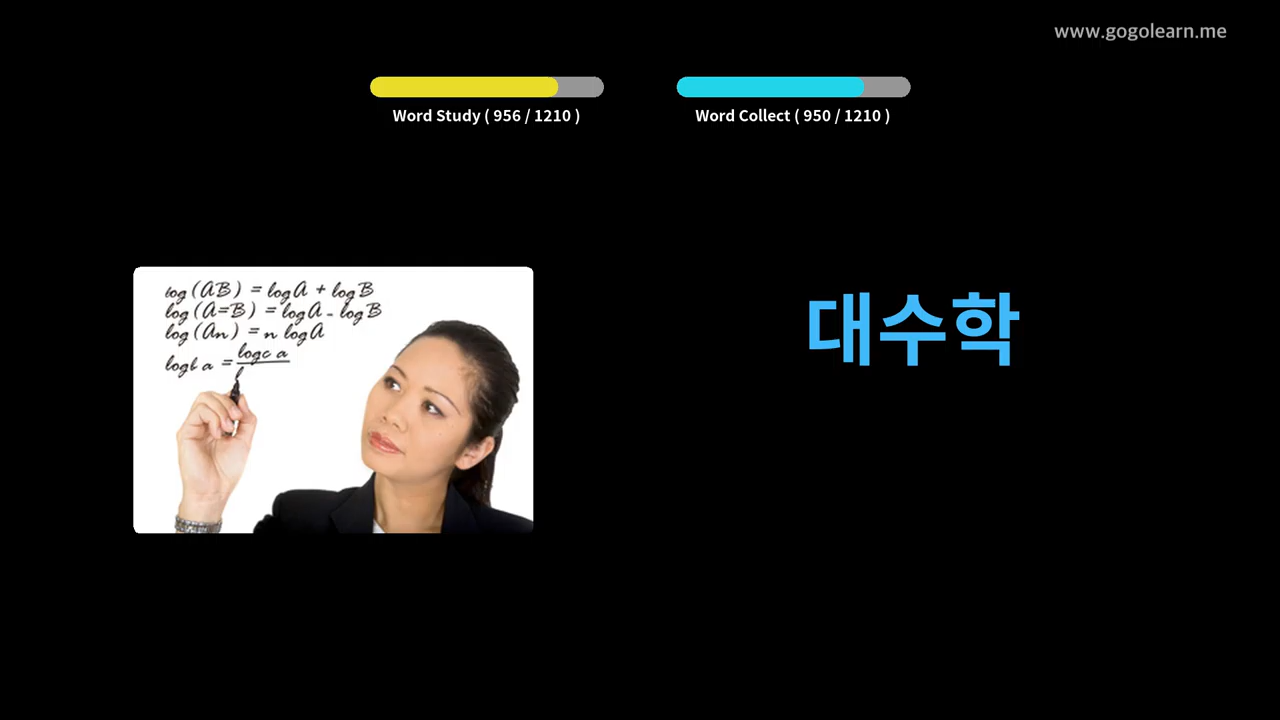 www.gogolearn.me
Word Study ( 956 / 1210 )
Word Collect ( 950 / 1210 )
log (AB) = log A + log B
log (A=B) = log A - log B
log (An) = n log A
logb a = logc a
대수학